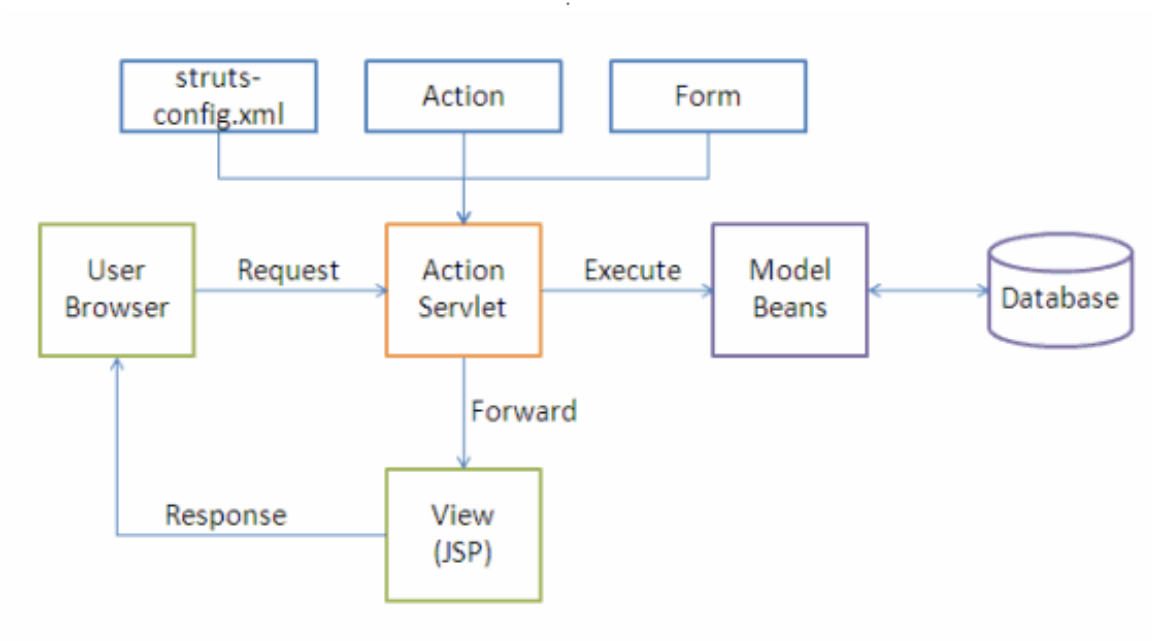 struts-
config.xml
Action
Form
User
Browser
Request
Action
Servlet
Execute
Model
Beans
Database
Forward
Response
View
(JSP)